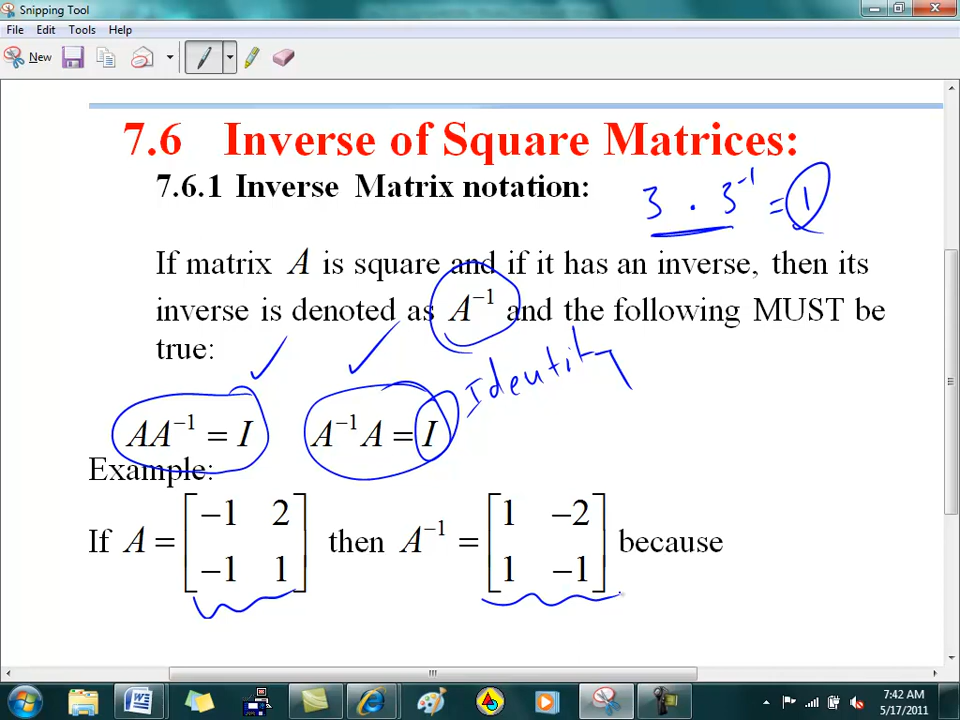 Snipping Tool
File Edit Tools Help
New
7.6 Inverse of Square Matrices:
7.6.1 Inverse Matrix notation:
3 · 3⁻¹ = 1
If matrix A is square and if it has an inverse, then its
inverse is denoted as A⁻¹ and the following MUST be
true:
Identity
AA⁻¹ = I A⁻¹A = I
Example:
If A = [−1 2; −1 1] then A⁻¹ = [1 −2; 1 −1] because
7:42 AM
5/17/2011